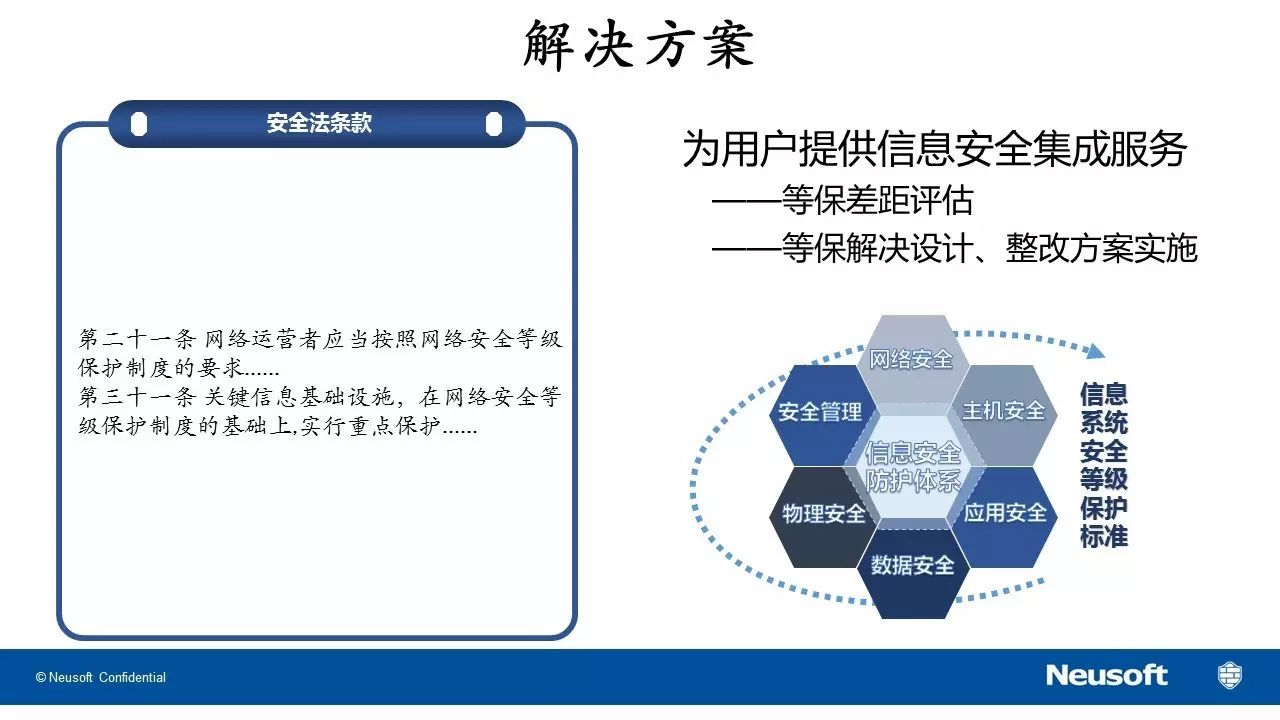 解决方案
安全法条款
第二十一条 网络运营者应当按照网络安全等级
保护制度的要求......
第三十一条 关键信息基础设施，在网络安全等
级保护制度的基础上,实行重点保护......
为用户提供信息安全集成服务
——等保差距评估
——等保解决设计、整改方案实施
网络安全
安全管理
主机安全
信息安全
防护体系
物理安全
应用安全
数据安全
信息
系统
安全
等级
保护
标准
© Neusoft Confidential
Neusoft